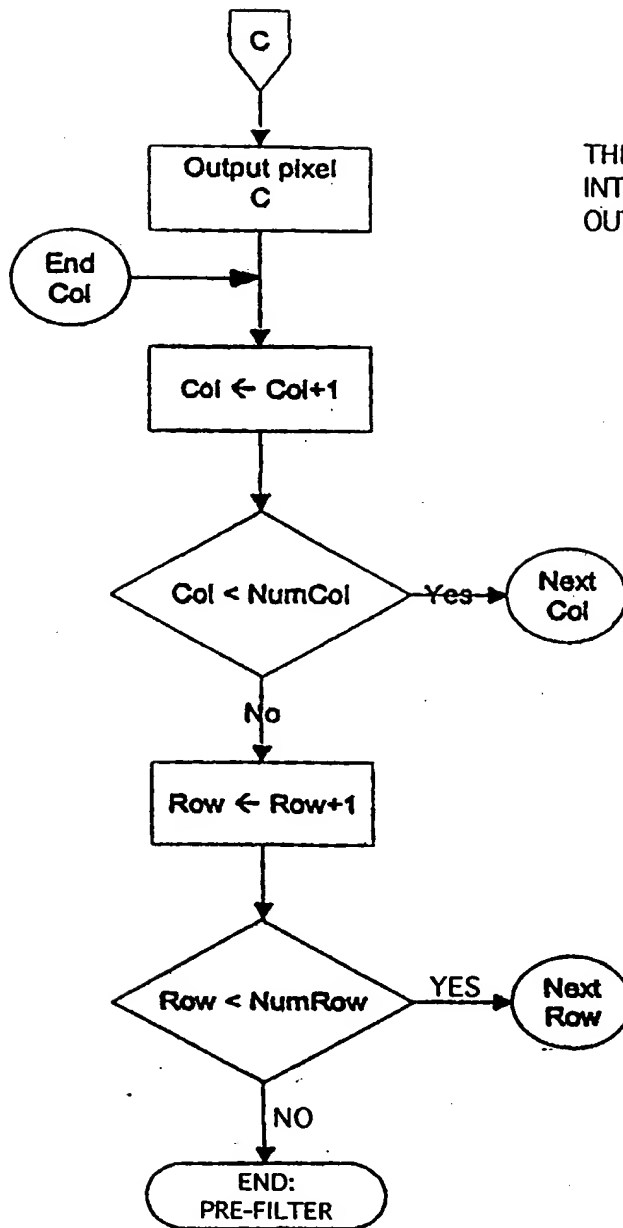 C
Output pixel
C
End
Col
Col ← Col+1
Col < NumCol
Yes
Next
Col
No
Row ← Row+1
Row < NumRow
YES
Next
Row
NO
END:
PRE-FILTER